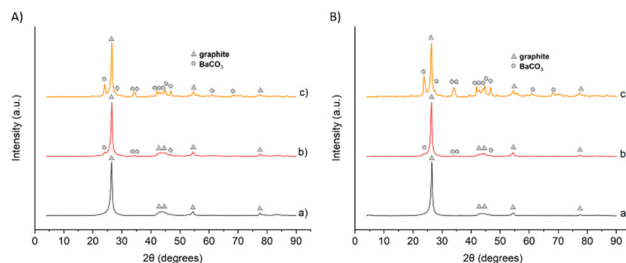 A)
graphite
BaCO3
c)
b)
a)
Intensity (a.u.)
0 10 20 30 40 50 60 70 80 90
2θ (degrees)
B)
graphite
BaCO3
c)
b)
a
Intensity (a.u.)
0 10 20 30 40 50 60 70 80 90
2θ (degrees)